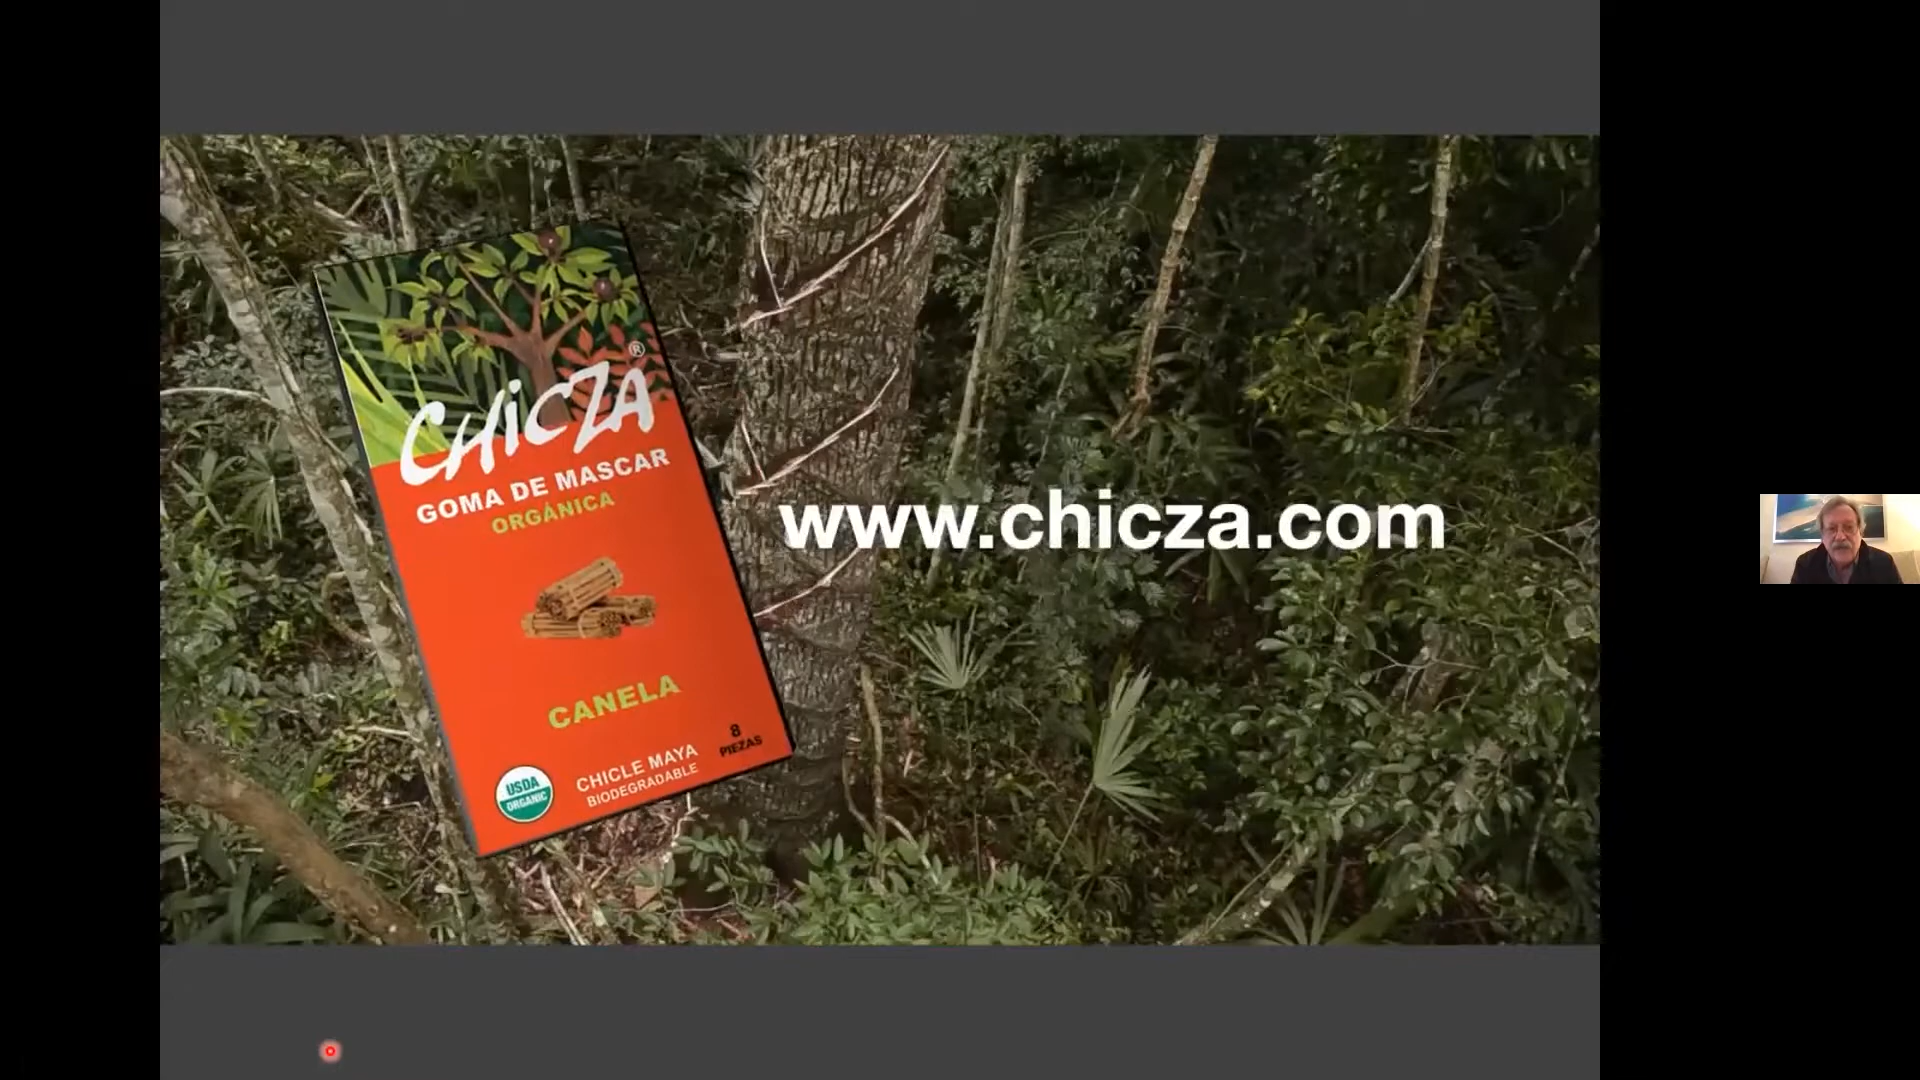 CHicZA®
GOMA DE MASCAR
ORGÁNICA
CANELA
8
PIEZAS
USDA
ORGANIC
CHICLE MAYA
BIODEGRADABLE
www.chicza.com